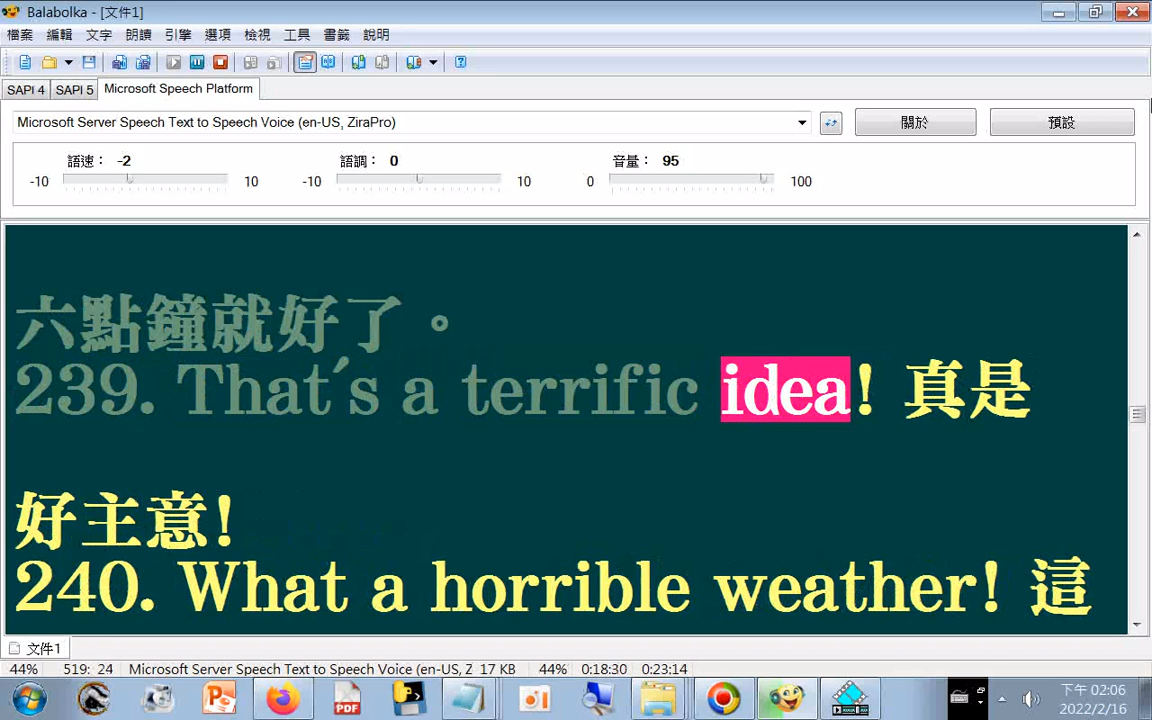 Balabolka - [文件1]
檔案 編輯 文字 朗讀 引擎 選項 檢視 工具 書籤 說明
SAPI 4 SAPI 5 Microsoft Speech Platform
Microsoft Server Speech Text to Speech Voice (en-US, ZiraPro) 關於 預設
語速: -2 語調: 0 音量: 95
-10 10 -10 10 0 100
六點鐘就好了。
239. That's a terrific idea! 真是
好主意!
240. What a horrible weather! 這
文件1
44% 519: 24 Microsoft Server Speech Text to Speech Voice (en-US, Z 17 KB 44% 0:18:30 0:23:14
PDF
下午 02:06
2022/2/16